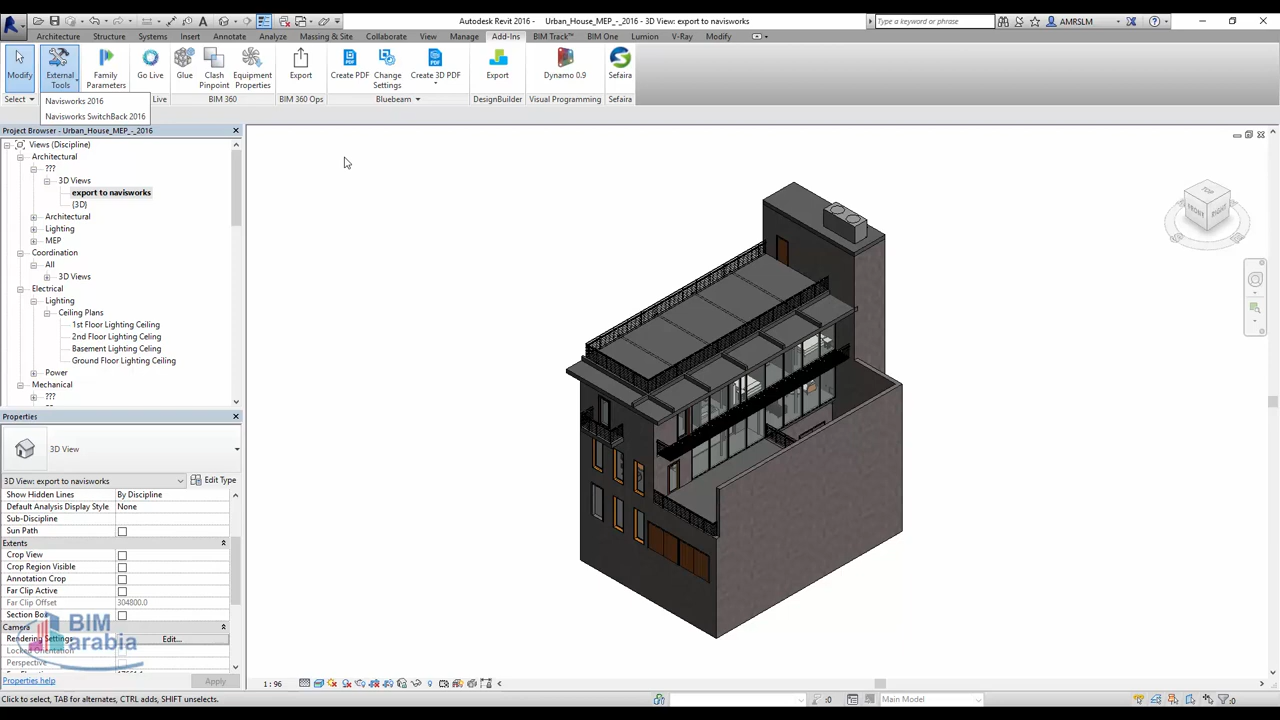 Autodesk Revit 2016 - Urban_House_MEP_-_2016 - 3D View: export to navisworks
Type a keyword or phrase
AMRSLM
Architecture Structure Systems Insert Annotate Analyze Massing & Site Collaborate View Manage Add-Ins BIM Track™ BIM One Lumion V-Ray Modify
Modify
External Tools
Family Parameters
Go Live
Glue
Clash Pinpoint
Equipment Properties
Export
Create PDF
Change Settings
Create 3D PDF
Export
Dynamo 0.9
Sefaira
Select Live BIM 360 BIM 360 Ops Bluebeam DesignBuilder Visual Programming Sefaira
Navisworks 2016
Navisworks SwitchBack 2016
Project Browser - Urban_House_MEP_-_2016
Views (Discipline)
Architectural
???
3D Views
export to navisworks
{3D}
Architectural
Lighting
MEP
Coordination
All
3D Views
Electrical
Lighting
Ceiling Plans
1st Floor Lighting Ceiling
2nd Floor Lighting Ceiling
Basement Lighting Ceiling
Ground Floor Lighting Ceiling
Power
Mechanical
???
Properties
3D View
3D View: export to navisworks Edit Type
Show Hidden Lines By Discipline
Default Analysis Display Style None
Sub-Discipline
Sun Path
Extents
Crop View
Crop Region Visible
Annotation Crop
Far Clip Active
Far Clip Offset 304800.0
Section Box
Camera
Rendering Settings Edit...
Locked Orientation
Perspective
BIM
arabia
Properties help Apply
1 : 96
Click to select, TAB for alternates, CTRL adds, SHIFT unselects.
:0 Main Model :0
TOP
FRONT RIGHT